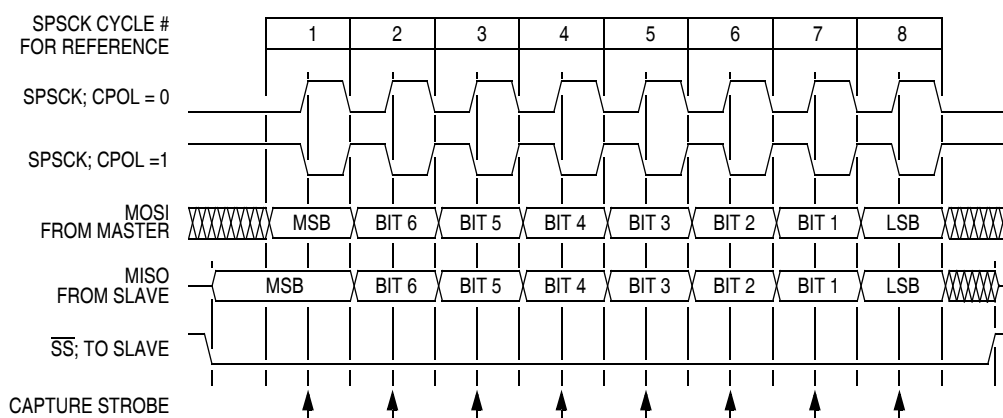 SPSCK CYCLE #
FOR REFERENCE
1 2 3 4 5 6 7 8
SPSCK; CPOL = 0
SPSCK; CPOL =1
MOSI
FROM MASTER
MSB BIT 6 BIT 5 BIT 4 BIT 3 BIT 2 BIT 1 LSB
MISO
FROM SLAVE
MSB BIT 6 BIT 5 BIT 4 BIT 3 BIT 2 BIT 1 LSB
SS; TO SLAVE
CAPTURE STROBE